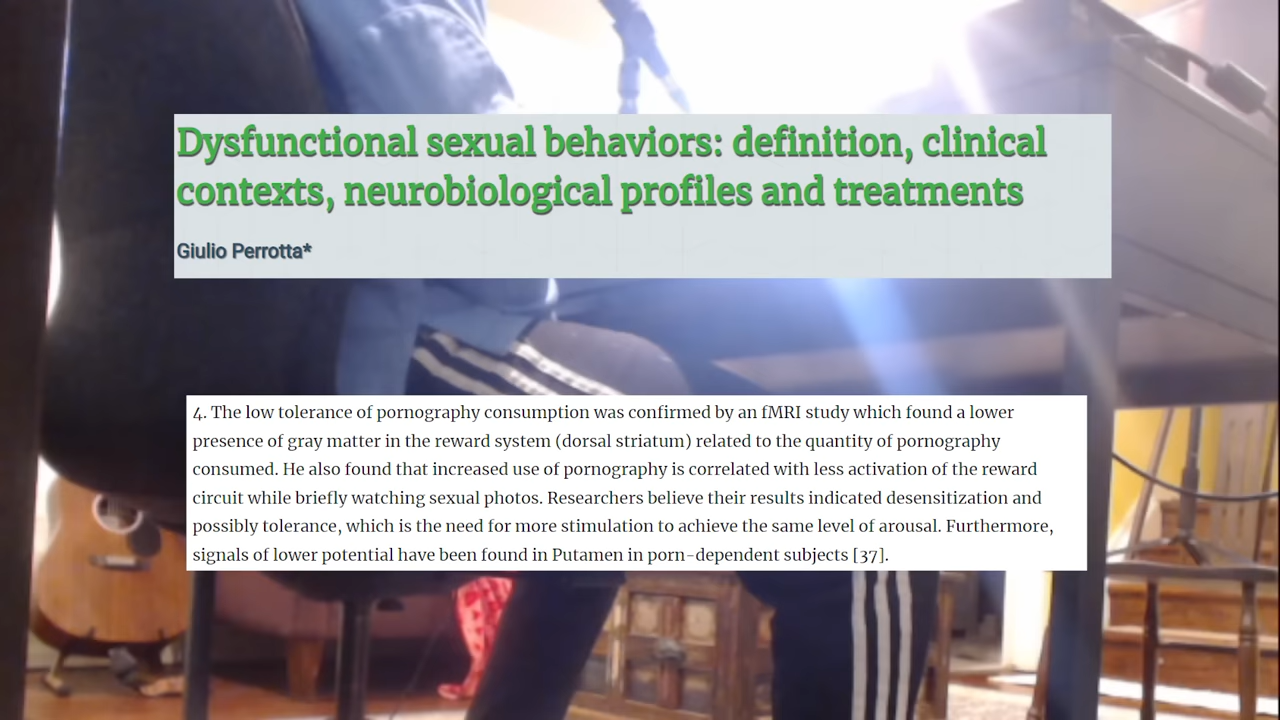 Dysfunctional sexual behaviors: definition, clinical
contexts, neurobiological profiles and treatments
Giulio Perrotta*
4. The low tolerance of pornography consumption was confirmed by an fMRI study which found a lower
presence of gray matter in the reward system (dorsal striatum) related to the quantity of pornography
consumed. He also found that increased use of pornography is correlated with less activation of the reward
circuit while briefly watching sexual photos. Researchers believe their results indicated desensitization and
possibly tolerance, which is the need for more stimulation to achieve the same level of arousal. Furthermore,
signals of lower potential have been found in Putamen in porn-dependent subjects [37].